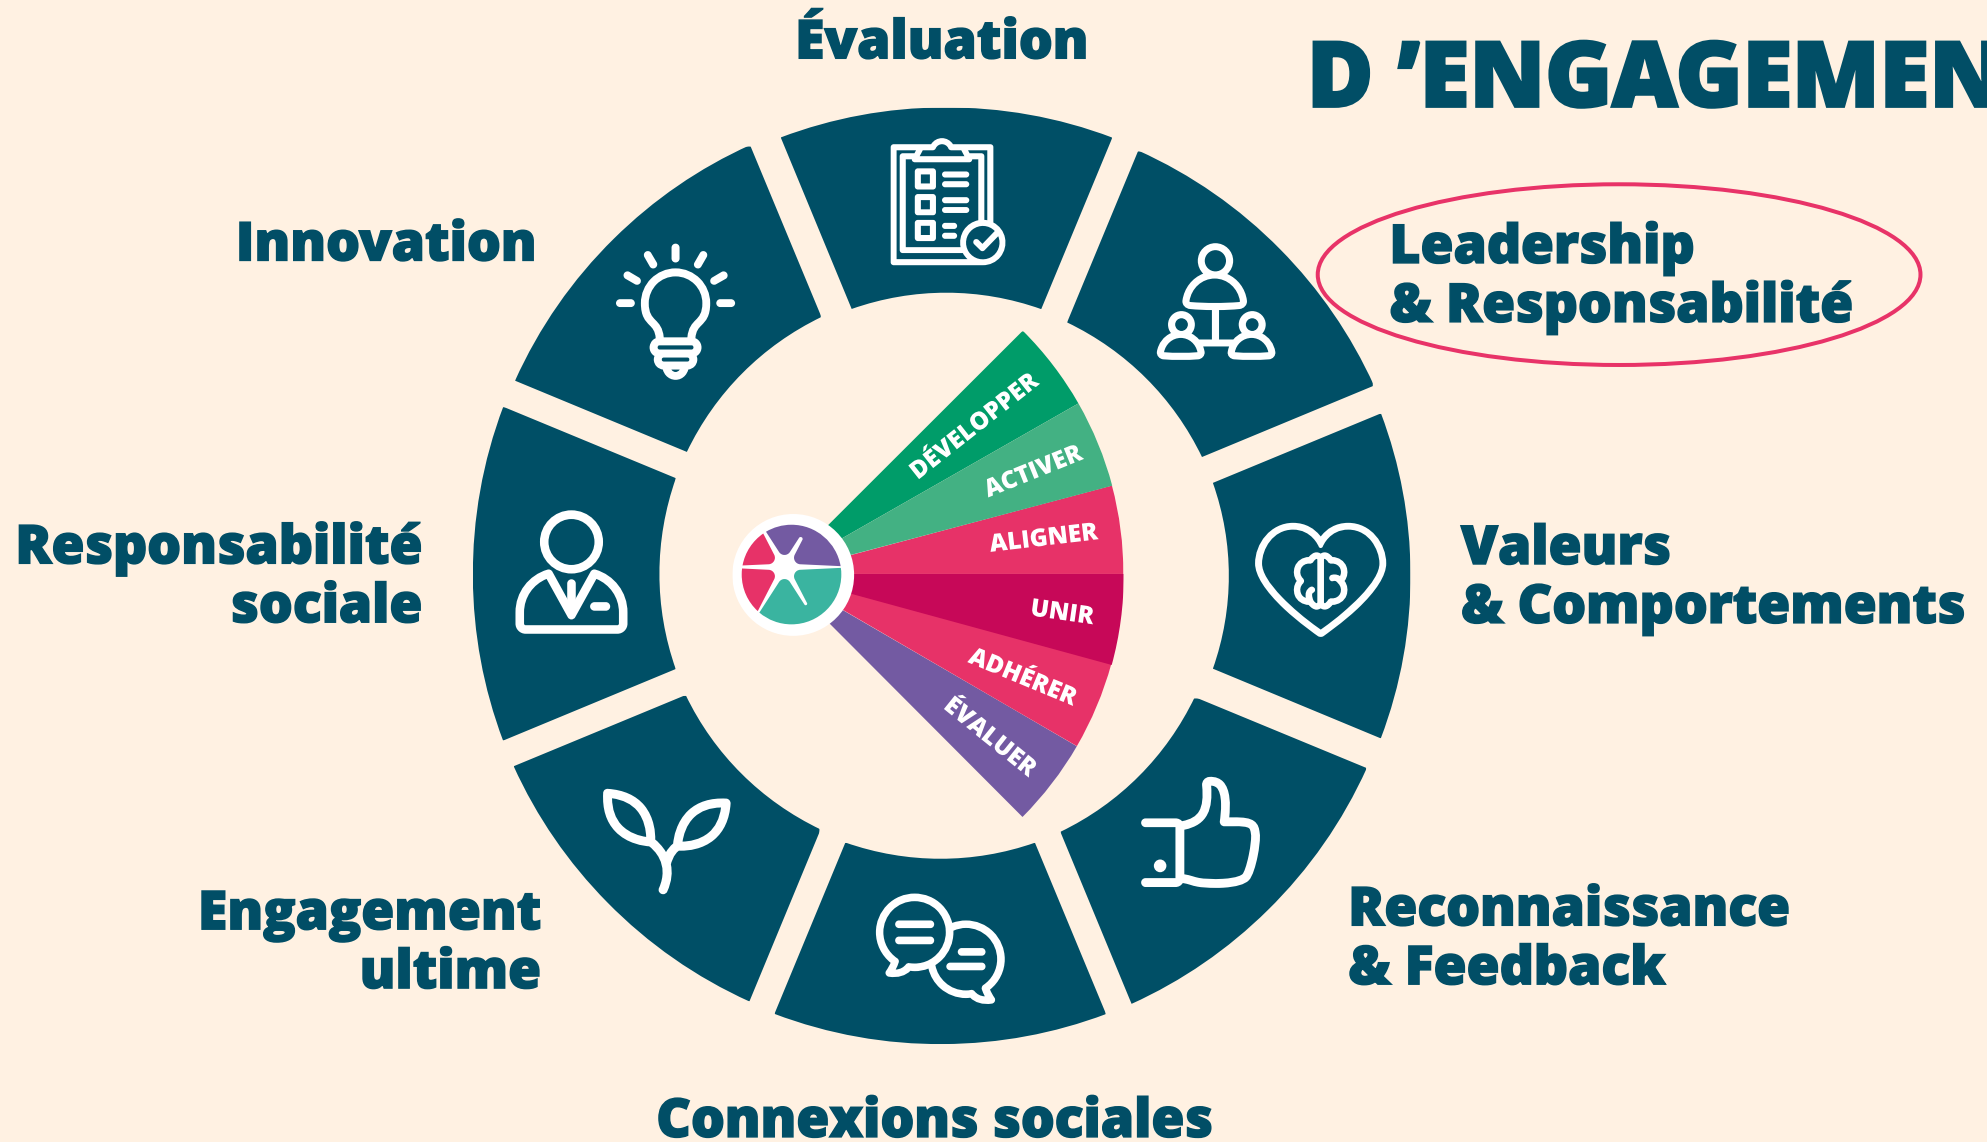 Évaluation
D ’ENGAGEMEN
Innovation
Leadership
& Responsabilité
DÉVELOPPER
ACTIVER
ALIGNER
UNIR
ADHÉRER
ÉVALUER
Responsabilité
sociale
Valeurs
& Comportements
Engagement
ultime
Reconnaissance
& Feedback
Connexions sociales